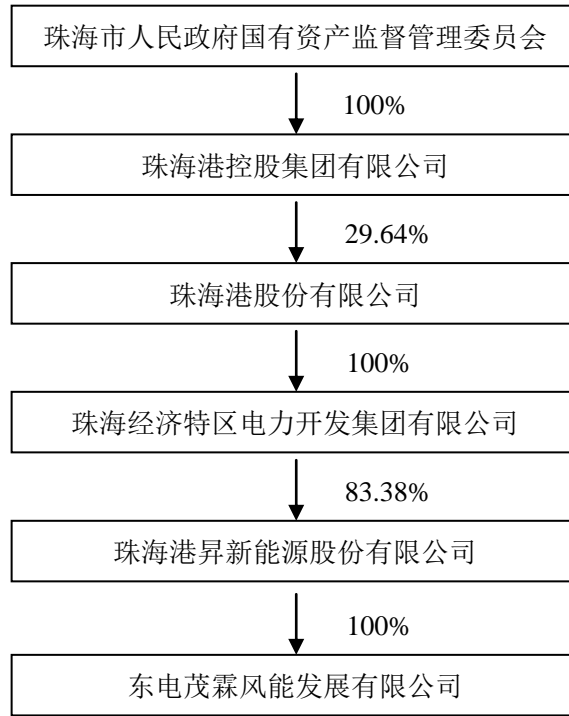 珠海市人民政府国有资产监督管理委员会
100%
珠海港控股集团有限公司
29.64%
珠海港股份有限公司
100%
珠海经济特区电力开发集团有限公司
83.38%
珠海港昇新能源股份有限公司
100%
东电茂霖风能发展有限公司